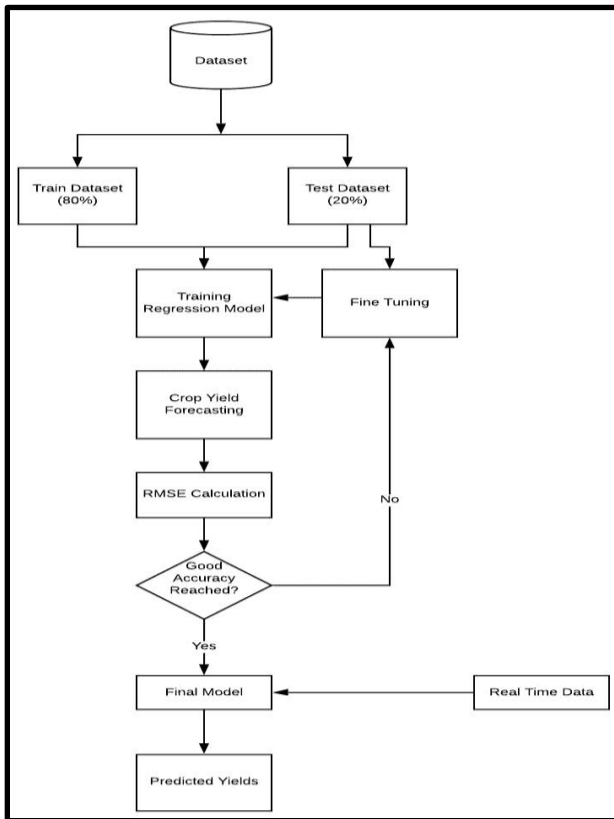 Dataset
Train Dataset
(80%)
Test Dataset
(20%)
Training
Regression Model
Fine Tuning
Crop Yield
Forecasting
RMSE Calculation
No
Good
Accuracy
Reached?
Yes
Final Model
Real Time Data
Predicted Yields